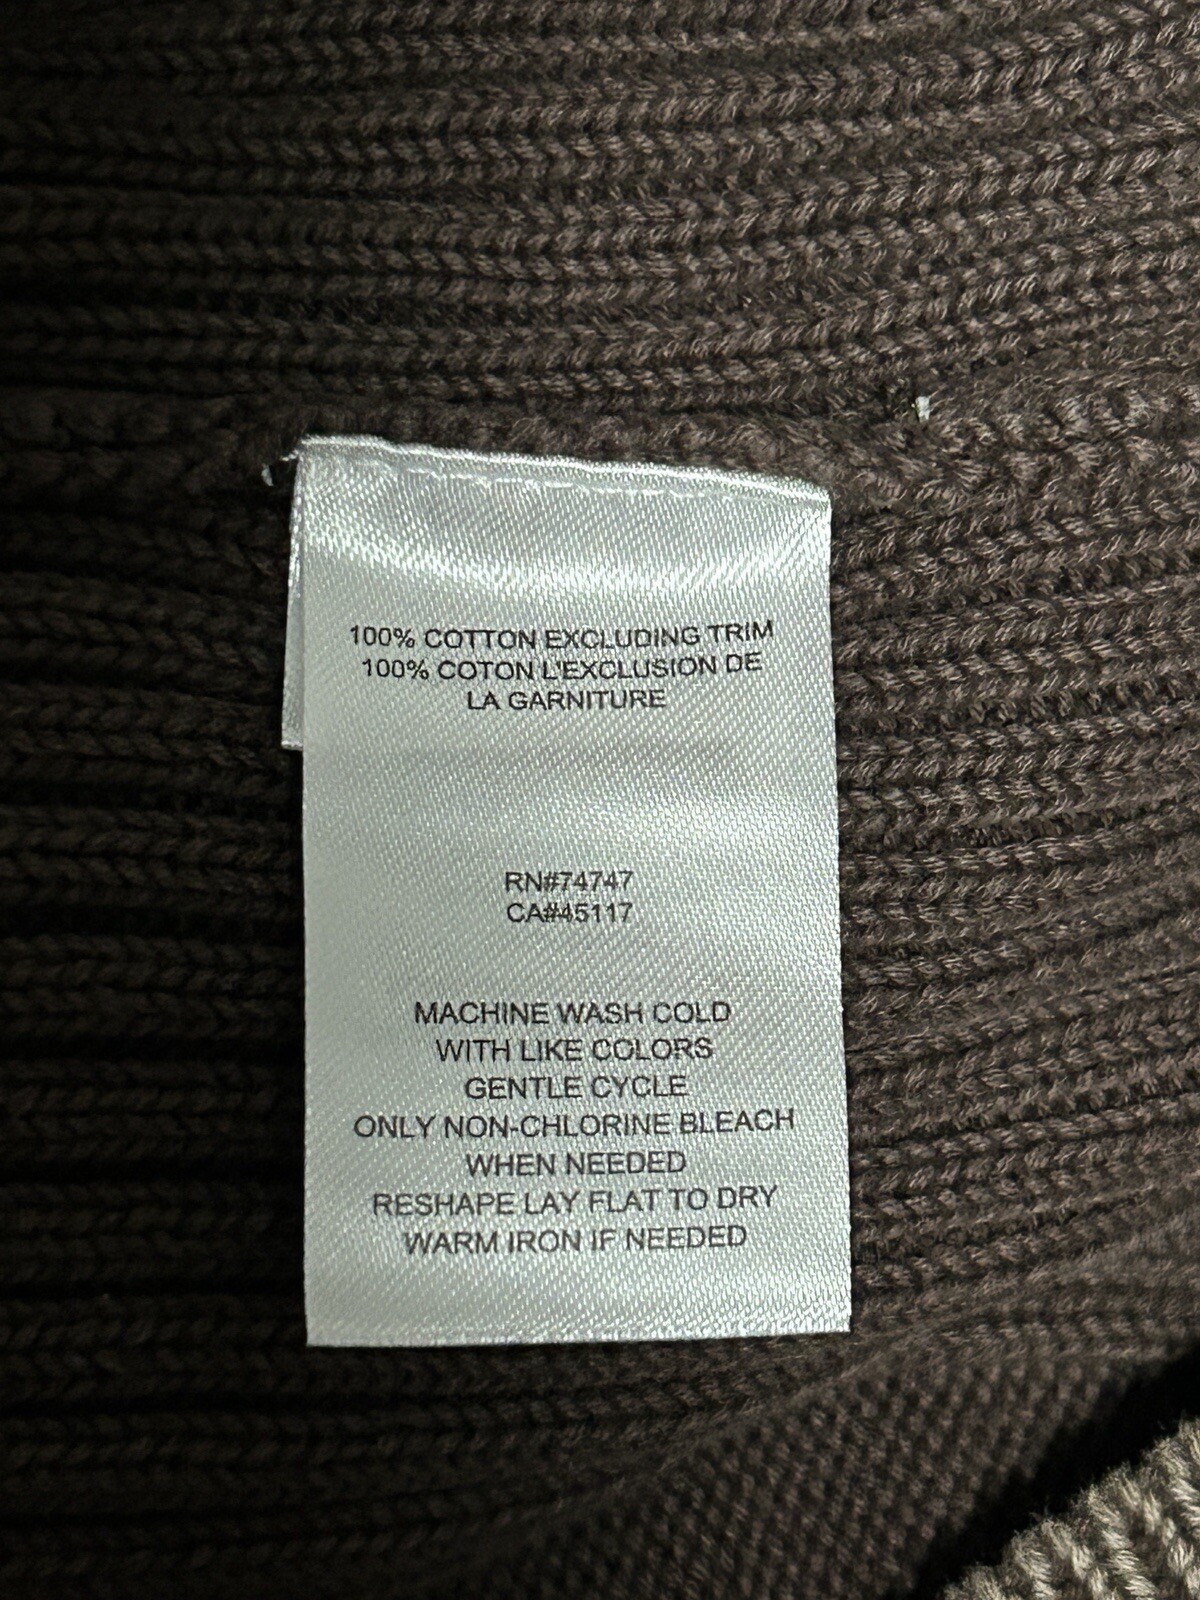 100% COTTON EXCLUDING TRIM
100% COTON L'EXCLUSION DE
LA GARNITURE
RN#74747
CA#45117
MACHINE WASH COLD
WITH LIKE COLORS
GENTLE CYCLE
ONLY NON-CHLORINE BLEACH
WHEN NEEDED
RESHAPE LAY FLAT TO DRY
WARM IRON IF NEEDED